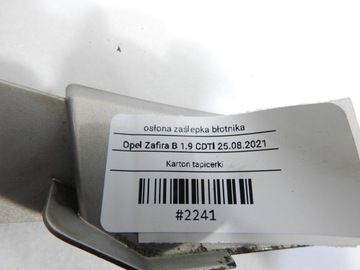 osłona zaślepka błotnika
Opel Zafira B 1.9 CDTI 25.08.2021
Karton tapicerki
#2241